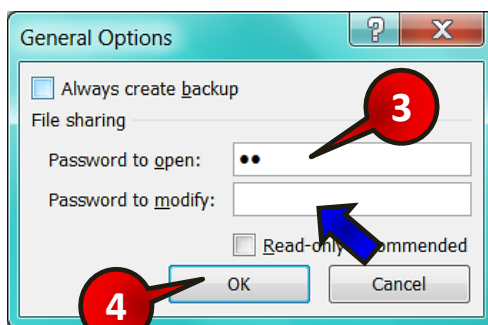 General Options
Always create backup
File sharing
3
Password to open: ••
Password to modify:
Read-only
OK
Cancel
4